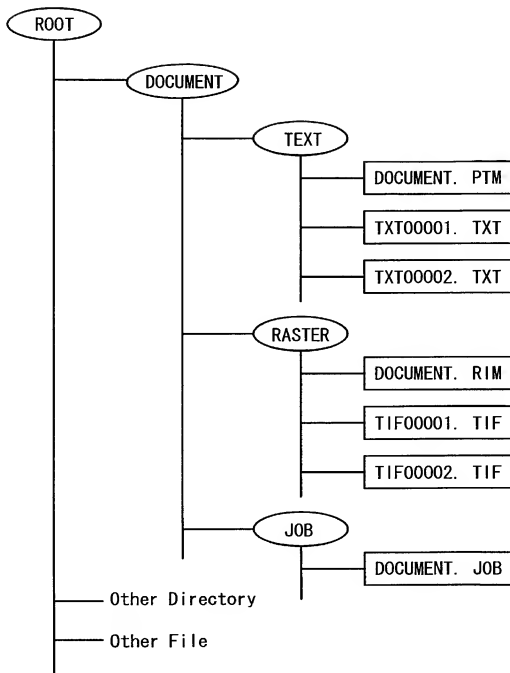 ROOT
DOCUMENT
TEXT
DOCUMENT. PTM
TXT00001. TXT
TXT00002. TXT
RASTER
DOCUMENT. RIM
TIF00001. TIF
TIF00002. TIF
JOB
DOCUMENT. JOB
Other Directory
Other File